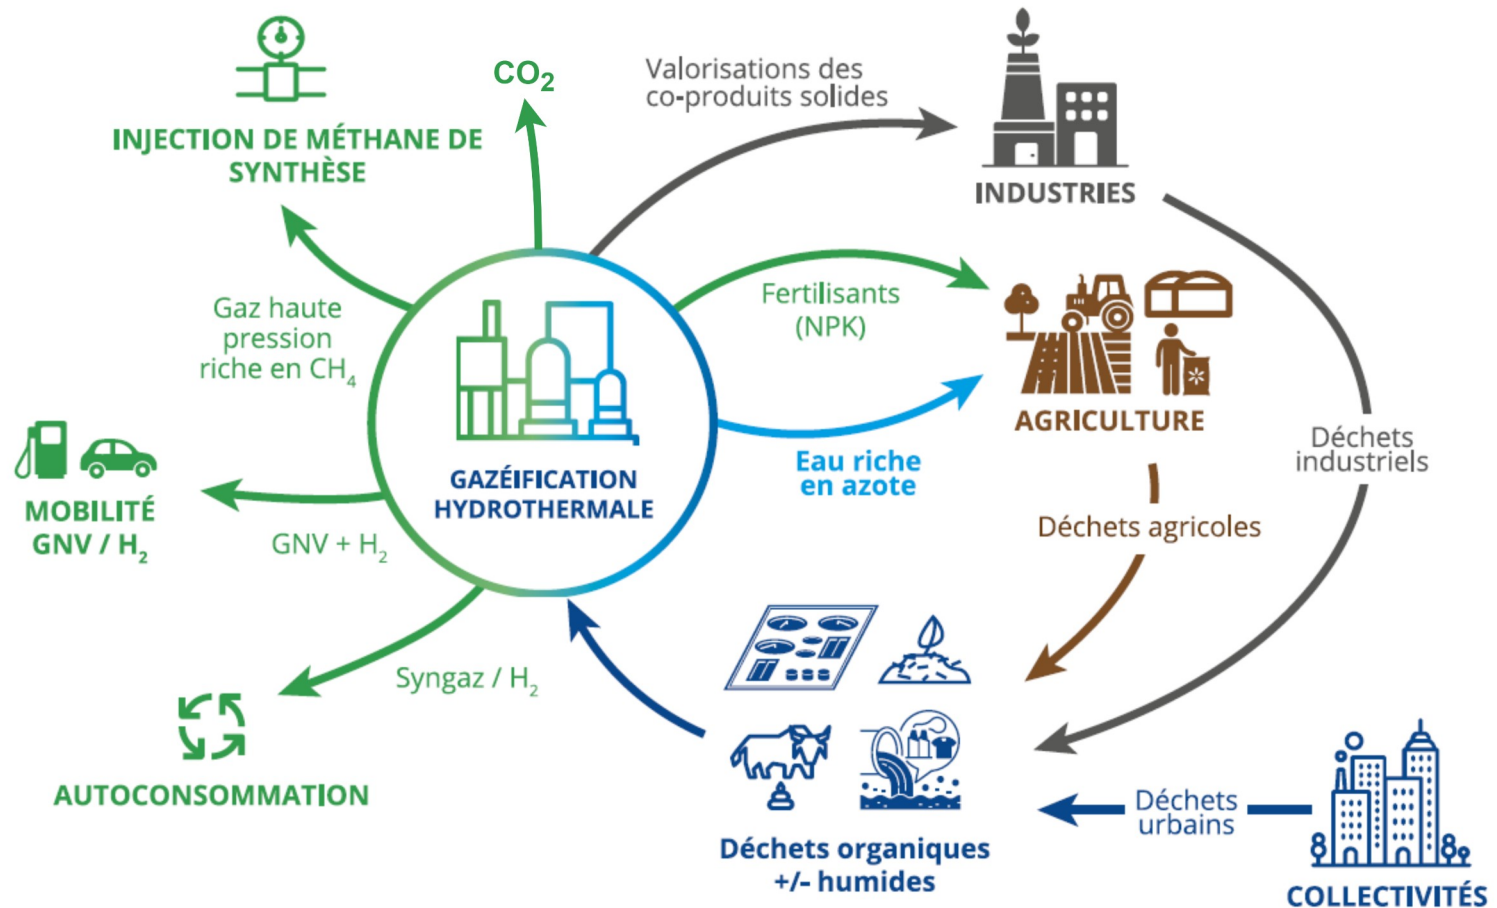 CO2
Valorisations des
co-produits solides
INJECTION DE MÉTHANE DE
SYNTHÈSE
INDUSTRIES
Gaz haute
pression
riche en CH4
Fertilisants
(NPK)
AGRICULTURE
Eau riche
en azote
GAZÉIFICATION
HYDROTHERMALE
Déchets
industriels
MOBILITÉ
GNV / H2
GNV + H2
Déchets agricoles
Syngaz / H2
AUTOCONSOMMATION
Déchets
urbains
Déchets organiques
+/- humides
COLLECTIVITÉS